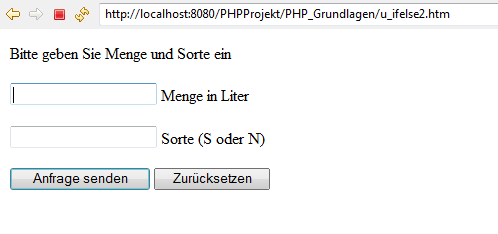 http://localhost:8080/PHPProjekt/PHP_Grundlagen/u_ifelse2.htm
Bitte geben Sie Menge und Sorte ein
Menge in Liter
Sorte (S oder N)
Anfrage senden Zurücksetzen